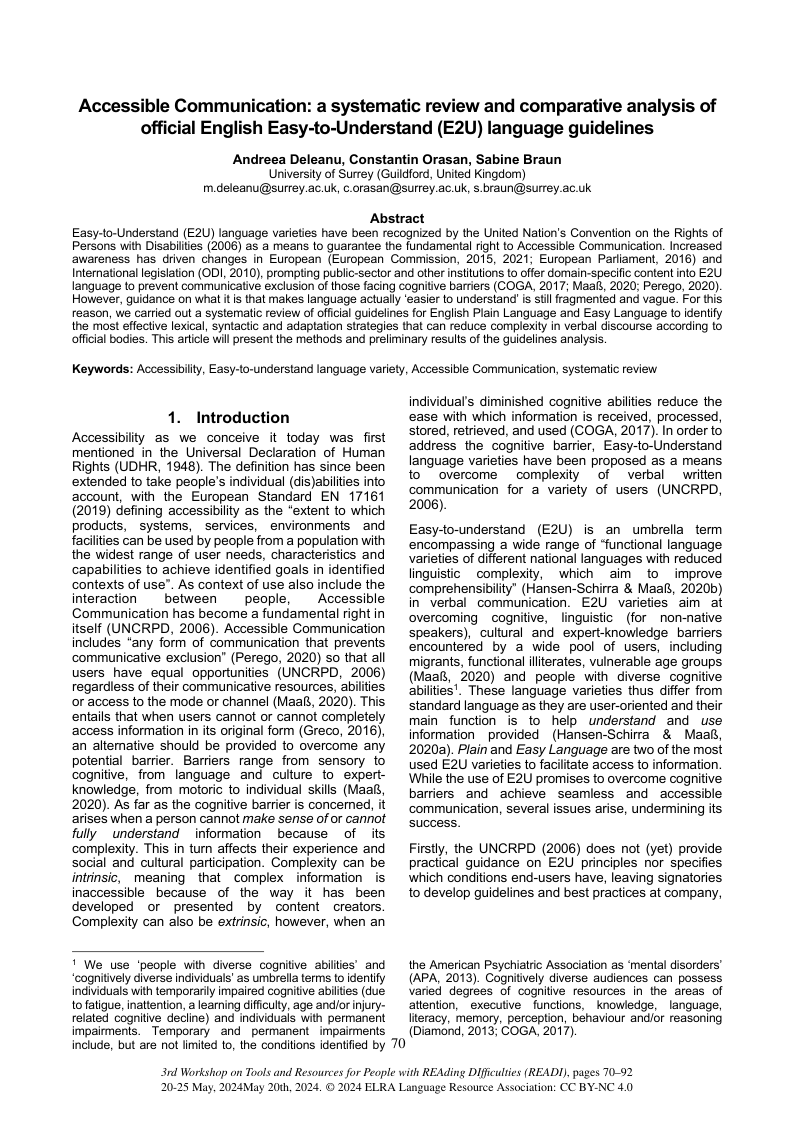 Accessible Communication: a systematic review and comparative analysis of
official English Easy-to-Understand (E2U) language guidelines
Andreea Deleanu, Constantin Orasan, Sabine Braun
University of Surrey (Guildford, United Kingdom)
m.deleanu@surrey.ac.uk, c.orasan@surrey.ac.uk, s.braun@surrey.ac.uk
Abstract
Easy-to-Understand (E2U) language varieties have been recognized by the United Nation's Convention on the Rights of
Persons with Disabilities (2006) as a means to guarantee the fundamental right to Accessible Communication. Increased
awareness has driven changes in European (European Commission, 2015, 2021; European Parliament, 2016) and
International legislation (ODI, 2010), prompting public-sector and other institutions to offer domain-specific content into E2U
language to prevent communicative exclusion of those facing cognitive barriers (COGA, 2017; Maaß, 2020; Perego, 2020).
However, guidance on what it is that makes language actually 'easier to understand' is still fragmented and vague. For this
reason, we carried out a systematic review of official guidelines for English Plain Language and Easy Language to identify
the most effective lexical, syntactic and adaptation strategies that can reduce complexity in verbal discourse according to
official bodies. This article will present the methods and preliminary results of the guidelines analysis.
Keywords: Accessibility, Easy-to-understand language variety, Accessible Communication, systematic review
1. Introduction
Accessibility as we conceive it today was first
mentioned in the Universal Declaration of Human
Rights (UDHR, 1948). The definition has since been
extended to take people's individual (dis)abilities into
account, with the European Standard EN 17161
(2019) defining accessibility as the "extent to which
products, systems, services, environments and
facilities can be used by people from a population with
the widest range of user needs, characteristics and
capabilities to achieve identified goals in identified
contexts of use". As context of use also include the
interaction between people, Accessible
Communication has become a fundamental right in
itself (UNCRPD, 2006). Accessible Communication
includes "any form of communication that prevents
communicative exclusion" (Perego, 2020) so that all
users have equal opportunities (UNCRPD, 2006)
regardless of their communicative resources, abilities
or access to the mode or channel (Maaß, 2020). This
entails that when users cannot or cannot completely
access information in its original form (Greco, 2016),
an alternative should be provided to overcome any
potential barrier. Barriers range from sensory to
cognitive, from language and culture to expert-
knowledge, from motoric to individual skills (Maaß,
2020). As far as the cognitive barrier is concerned, it
arises when a person cannot make sense of or cannot
fully understand information because of its
complexity. This in turn affects their experience and
social and cultural participation. Complexity can be
intrinsic, meaning that complex information is
inaccessible because of the way it has been
developed or presented by content creators.
Complexity can also be extrinsic, however, when an
individual's diminished cognitive abilities reduce the
ease with which information is received, processed,
stored, retrieved, and used (COGA, 2017). In order to
address the cognitive barrier, Easy-to-Understand
language varieties have been proposed as a means
to overcome complexity of verbal written
communication for a variety of users (UNCRPD,
2006).
Easy-to-understand (E2U) is an umbrella term
encompassing a wide range of "functional language
varieties of different national languages with reduced
linguistic complexity, which aim to improve
comprehensibility" (Hansen-Schirra & Maaß, 2020b)
in verbal communication. E2U varieties aim at
overcoming cognitive, linguistic (for non-native
speakers), cultural and expert-knowledge barriers
encountered by a wide pool of users, including
migrants, functional illiterates, vulnerable age groups
(Maaß, 2020) and people with diverse cognitive
abilities1. These language varieties thus differ from
standard language as they are user-oriented and their
main function is to help understand and use
information provided (Hansen-Schirra & Maaß,
2020a). Plain and Easy Language are two of the most
used E2U varieties to facilitate access to information.
While the use of E2U promises to overcome cognitive
barriers and achieve seamless and accessible
communication, several issues arise, undermining its
success.
Firstly, the UNCRPD (2006) does not (yet) provide
practical guidance on E2U principles nor specifies
which conditions end-users have, leaving signatories
to develop guidelines and best practices at company,
1 We use 'people with diverse cognitive abilities' and
'cognitively diverse individuals' as umbrella terms to identify
individuals with temporarily impaired cognitive abilities (due
to fatigue, inattention, a learning difficulty, age and/or injury-
related cognitive decline) and individuals with permanent
impairments. Temporary and permanent impairments
include, but are not limited to, the conditions identified by
the American Psychiatric Association as 'mental disorders'
(APA, 2013). Cognitively diverse audiences can possess
varied degrees of cognitive resources in the areas of
attention, executive functions, knowledge, language,
literacy, memory, perception, behaviour and/or reasoning
(Diamond, 2013; COGA, 2017).
70
3rd Workshop on Tools and Resources for People with REAding DIfficulties (READI), pages 70–92
20-25 May, 2024May 20th, 2024. © 2024 ELRA Language Resource Association: CC BY-NC 4.0